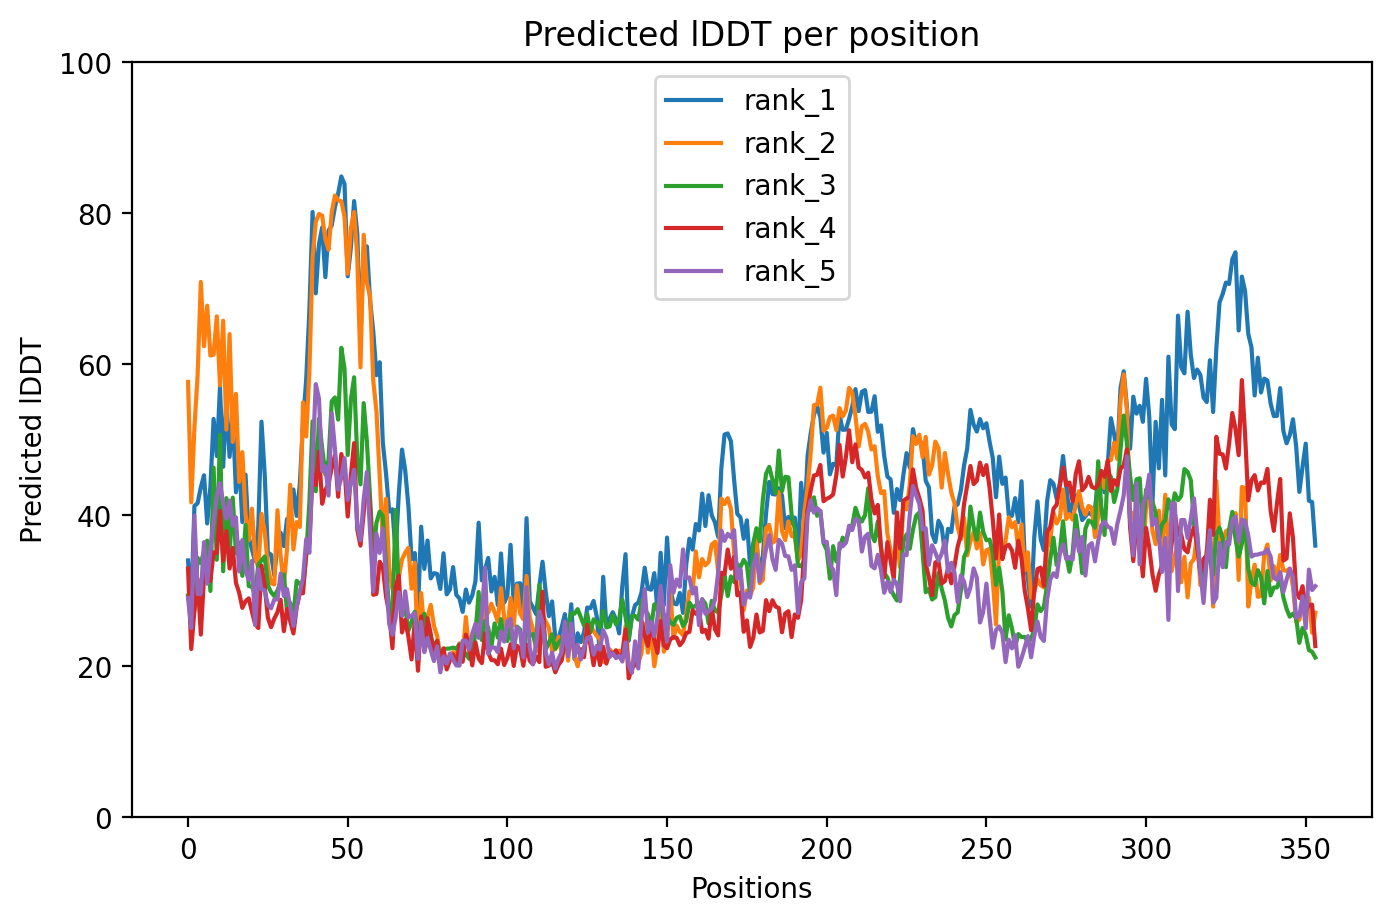 Predicted lDDT per position
100
80
60
40
20
0
Predicted lDDT
rank_1
rank_2
rank_3
rank_4
rank_5
0 50 100 150 200 250 300 350
Positions